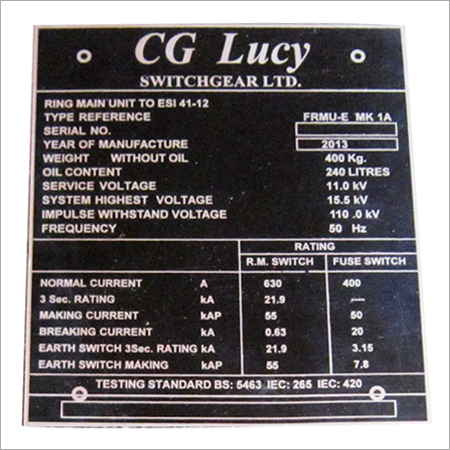 CG Lucy
SWITCHGEAR LTD.
RING MAIN UNIT TO ESI 41-12
TYPE REFERENCE FRMU-E MK 1A
SERIAL NO.
YEAR OF MANUFACTURE 2013
WEIGHT WITHOUT OIL 400 Kg.
OIL CONTENT 240 LITRES
SERVICE VOLTAGE 11.0 kV
SYSTEM HIGHEST VOLTAGE 15.5 kV
IMPULSE WITHSTAND VOLTAGE 110 .0 kV
FREQUENCY 50 Hz
RATING
R.M. SWITCH FUSE SWITCH
NORMAL CURRENT A 630 400
3 Sec. RATING kA 21.9 ----
MAKING CURRENT kAP 55 50
BREAKING CURRENT kA 0.63 20
EARTH SWITCH 3Sec. RATING kA 21.9 3.15
EARTH SWITCH MAKING kAP 55 7.8
TESTING STANDARD BS: 5463 IEC: 265 IEC: 420